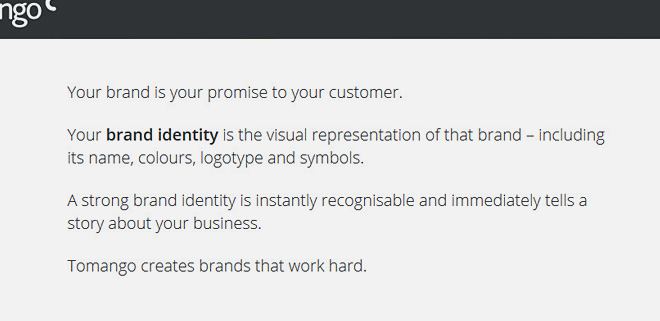 ngo
Your brand is your promise to your customer.
Your brand identity is the visual representation of that brand – including
its name, colours, logotype and symbols.
A strong brand identity is instantly recognisable and immediately tells a
story about your business.
Tomango creates brands that work hard.